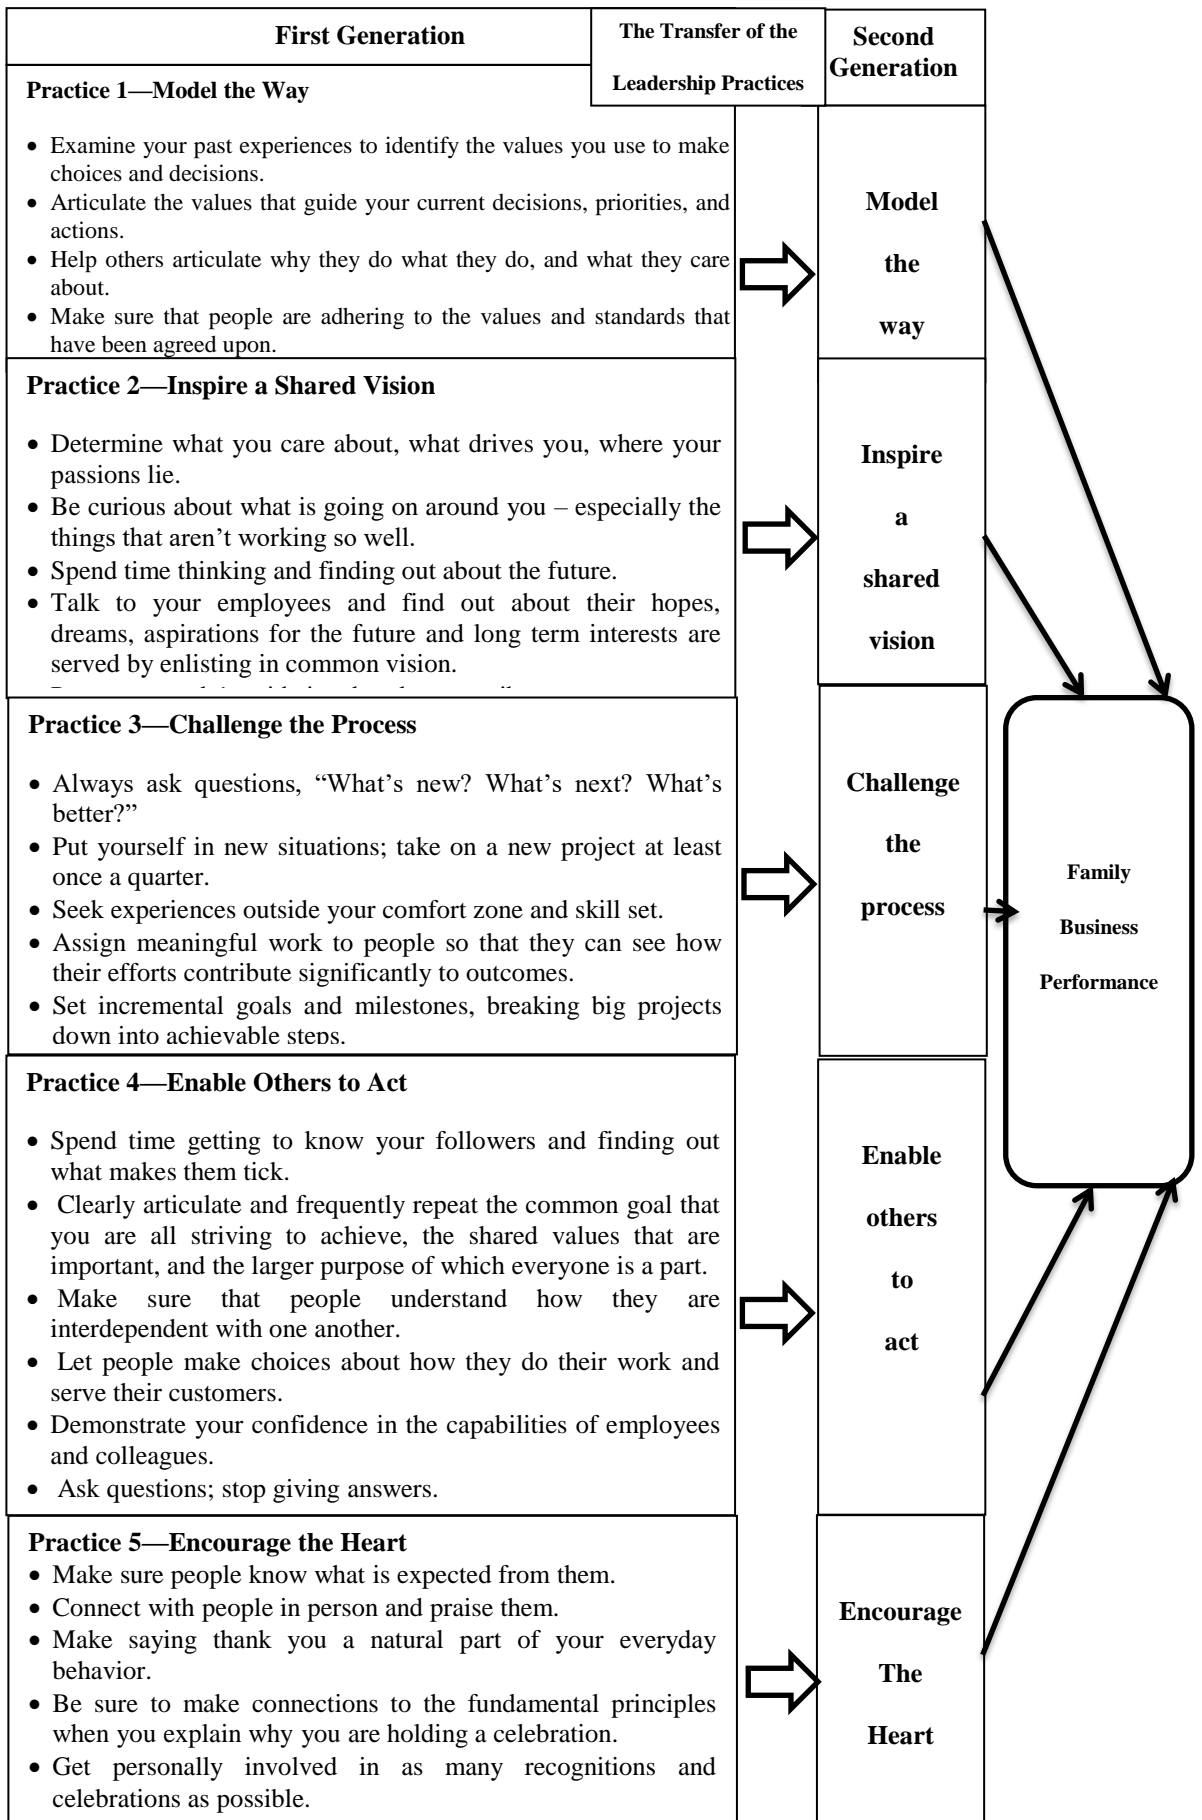 First Generation
The Transfer of the
Leadership Practices
Second
Generation
Practice 1—Model the Way
• Examine your past experiences to identify the values you use to make
choices and decisions.
• Articulate the values that guide your current decisions, priorities, and
actions.
• Help others articulate why they do what they do, and what they care
about.
• Make sure that people are adhering to the values and standards that
have been agreed upon.
Model
the
way
Practice 2—Inspire a Shared Vision
• Determine what you care about, what drives you, where your
passions lie.
• Be curious about what is going on around you – especially the
things that aren’t working so well.
• Spend time thinking and finding out about the future.
• Talk to your employees and find out about their hopes,
dreams, aspirations for the future and long term interests are
served by enlisting in common vision.
Inspire
a
shared
vision
Practice 3—Challenge the Process
• Always ask questions, “What’s new? What’s next? What’s
better?”
• Put yourself in new situations; take on a new project at least
once a quarter.
• Seek experiences outside your comfort zone and skill set.
• Assign meaningful work to people so that they can see how
their efforts contribute significantly to outcomes.
• Set incremental goals and milestones, breaking big projects
down into achievable steps.
Challenge
the
process
Family
Business
Performance
Practice 4—Enable Others to Act
• Spend time getting to know your followers and finding out
what makes them tick.
• Clearly articulate and frequently repeat the common goal that
you are all striving to achieve, the shared values that are
important, and the larger purpose of which everyone is a part.
• Make sure that people understand how they are
interdependent with one another.
• Let people make choices about how they do their work and
serve their customers.
• Demonstrate your confidence in the capabilities of employees
and colleagues.
• Ask questions; stop giving answers.
Enable
others
to
act
Practice 5—Encourage the Heart
• Make sure people know what is expected from them.
• Connect with people in person and praise them.
• Make saying thank you a natural part of your everyday
behavior.
• Be sure to make connections to the fundamental principles
when you explain why you are holding a celebration.
• Get personally involved in as many recognitions and
celebrations as possible.
Encourage
The
Heart